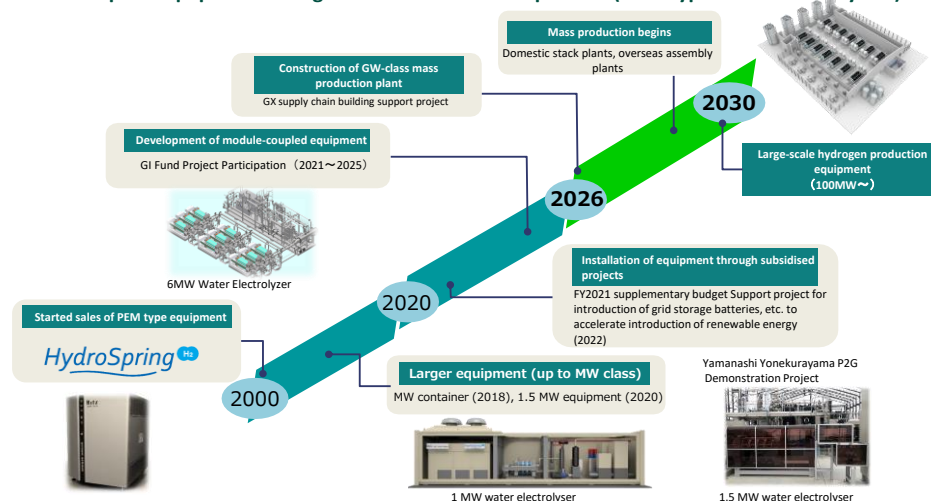 Mass production begins
Domestic stack plants, overseas assembly
plants
Construction of GW-class mass
production plant
GX supply chain building support project
2030
Development of module-coupled equipment
GI Fund Project Participation（2021～2025）
Large-scale hydrogen production
equipment
（100MW～）
2026
6MW Water Electrolyzer
Installation of equipment through subsidised
projects
FY2021 supplementary budget Support project for
introduction of grid storage batteries, etc. to
accelerate introduction of renewable energy
(2022)
2020
Started sales of PEM type equipment
HydroSpring H2
Larger equipment (up to MW class)
MW container (2018), 1.5 MW equipment (2020)
2000
Yamanashi Yonekurayama P2G
Demonstration Project
1 MW water electrolyser
1.5 MW water electrolyser